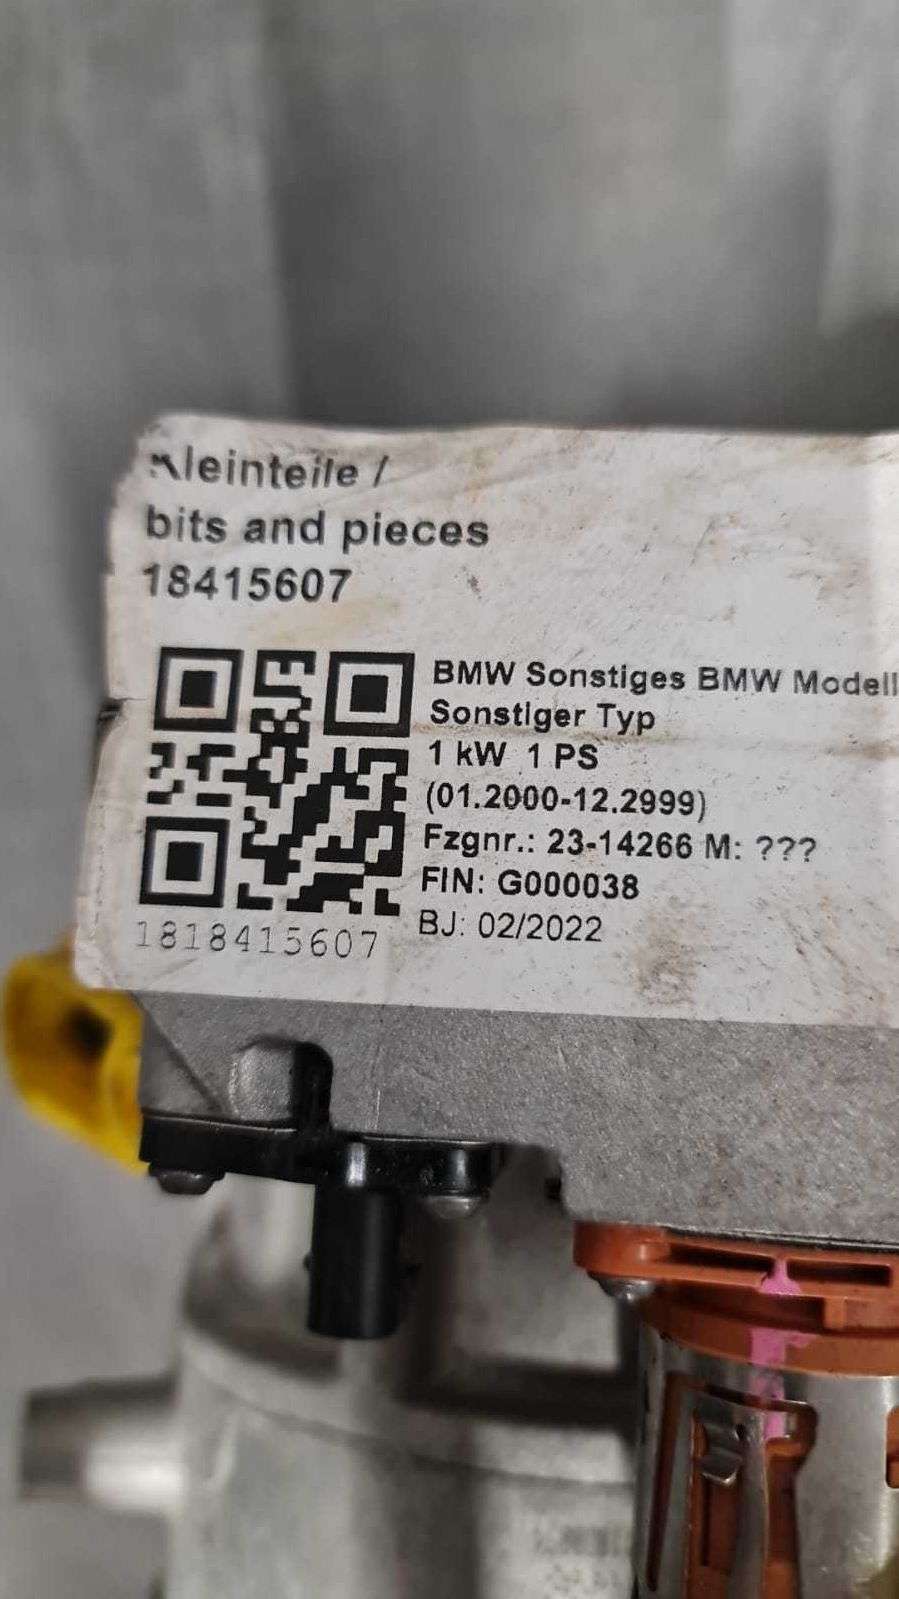 Kleinteile /
bits and pieces
18415607
BMW Sonstiges BMW Modell
Sonstiger Typ
1 kW 1 PS
(01.2000-12.2999)
Fzgnr.: 23-14266 M: ???
FIN: G000038
BJ: 02/2022
1818415607